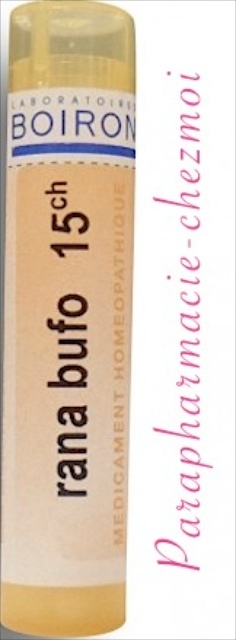 LABORATOIRES
BOIRON
rana bufo 15ch
MEDICAMENT HOMEOPATHIQUE
Parapharmacie-chezmoi